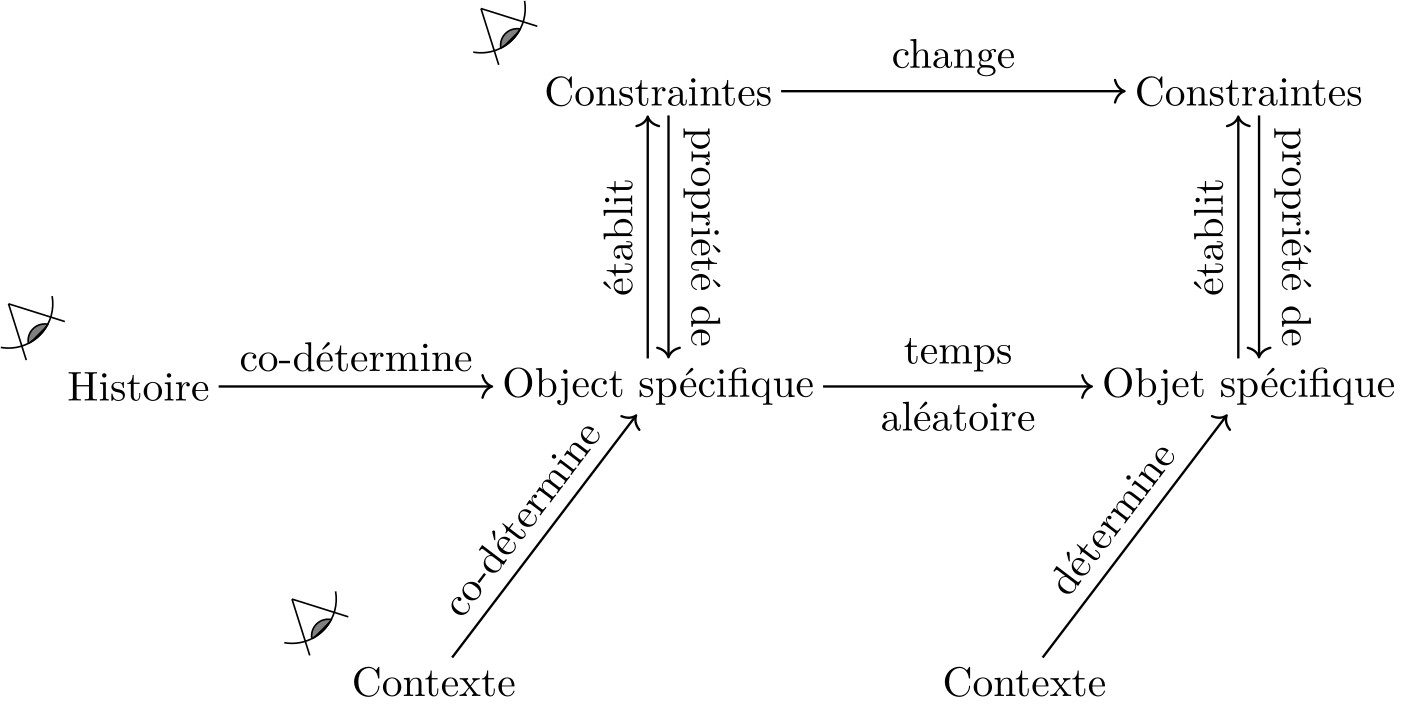 change
Constraintes
Constraintes
établit
propriété de
établit
propriété de
co-détermine
temps
Histoire
Object spécifique
Objet spécifique
aléatoire
co-détermine
détermine
Contexte
Contexte